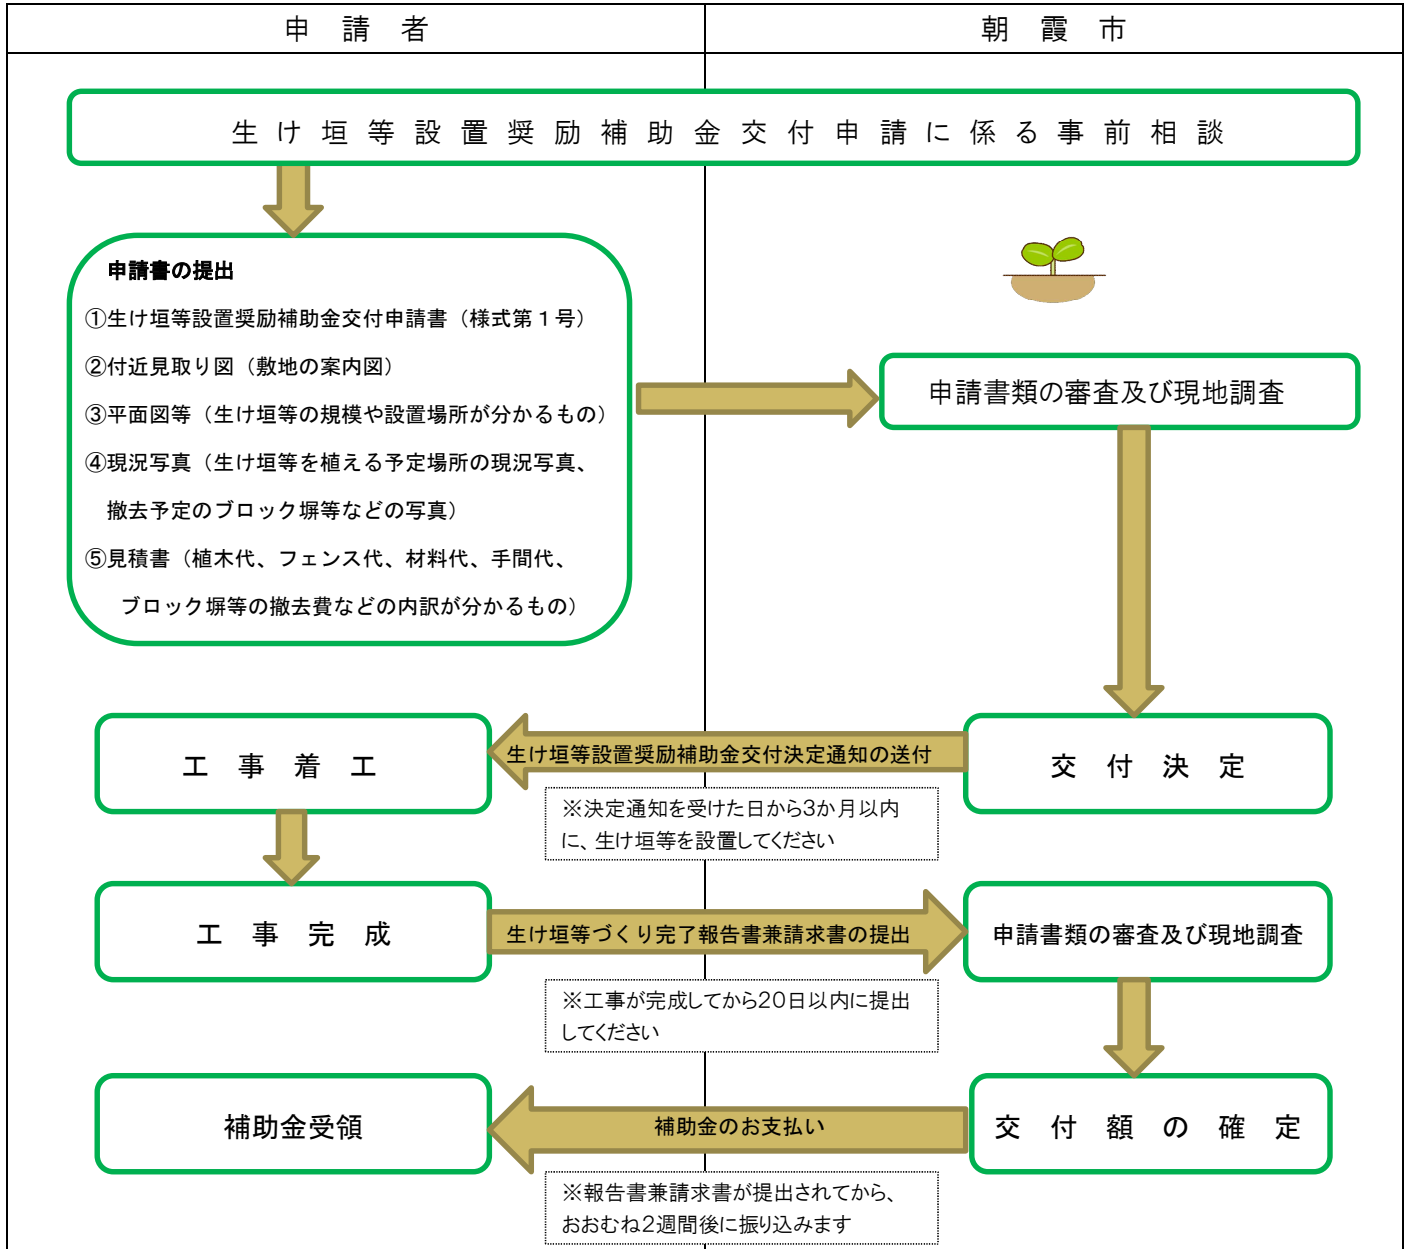 申請者
朝霞市
生け垣等設置奨励補助金交付申請に係る事前相談
申請書の提出
①生け垣等設置奨励補助金交付申請書（様式第１号）
②付近見取り図（敷地の案内図）
③平面図等（生け垣等の規模や設置場所が分かるもの）
④現況写真（生け垣等を植える予定場所の現況写真、
撤去予定のブロック塀等などの写真）
⑤見積書（植木代、フェンス代、材料代、手間代、
ブロック塀等の撤去費などの内訳が分かるもの）
申請書類の審査及び現地調査
工事着工
生け垣等設置奨励補助金交付決定通知の送付
交付決定
※決定通知を受けた日から3か月以内
に、生け垣等を設置してください
工事完成
生け垣等づくり完了報告書兼請求書の提出
申請書類の審査及び現地調査
※工事が完成してから20日以内に提出
してください
補助金受領
補助金のお支払い
交付額の確定
※報告書兼請求書が提出されてから、
おおむね2週間後に振り込みます